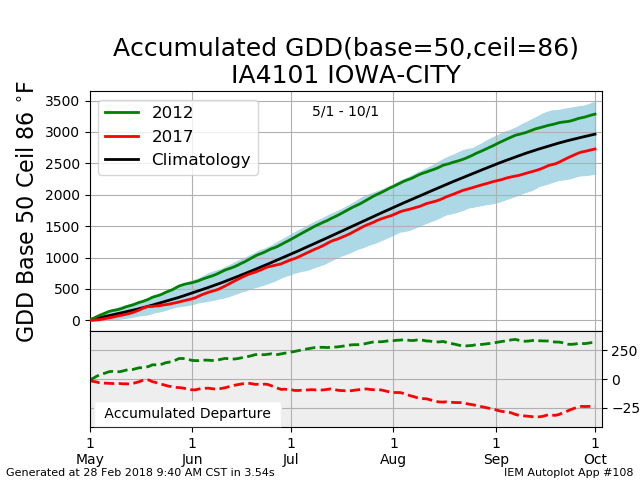 Accumulated GDD(base=50,ceil=86)
IA4101 IOWA-CITY
GDD Base 50 Ceil 86 °F
3500
3000
2500
2000
1500
1000
500
0
2012
2017
Climatology
5/1 - 10/1
250
0
−25
Accumulated Departure
1 1 1 1 1 1
May Jun Jul Aug Sep Oct
Generated at 28 Feb 2018 9:40 AM CST in 3.54s
IEM Autoplot App #108